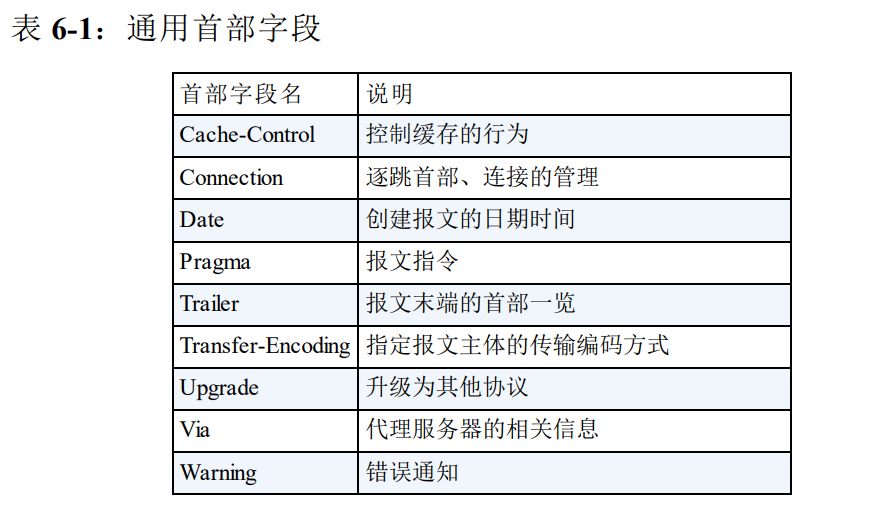 表 6-1：通用首部字段
首部字段名 说明
Cache-Control 控制缓存的行为
Connection 逐跳首部、连接的管理
Date 创建报文的日期时间
Pragma 报文指令
Trailer 报文末端的首部一览
Transfer-Encoding 指定报文主体的传输编码方式
Upgrade 升级为其他协议
Via 代理服务器的相关信息
Warning 错误通知